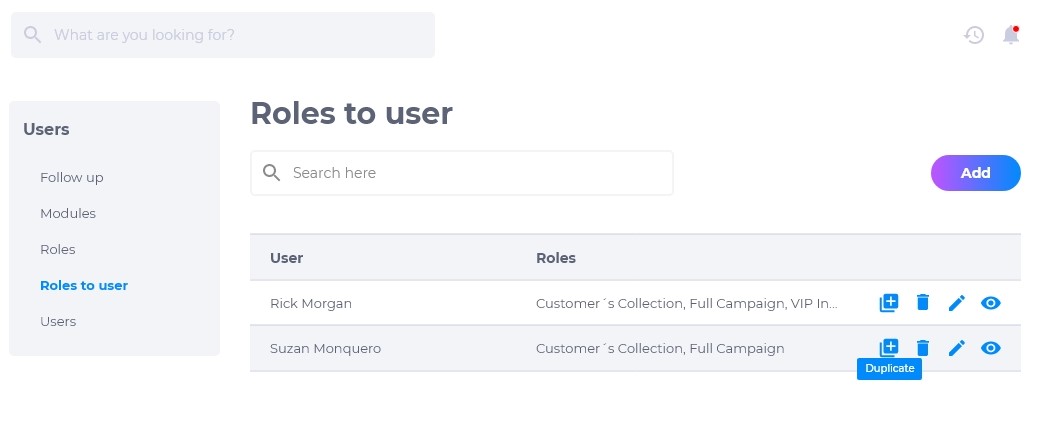 What are you looking for?
Users
Follow up
Modules
Roles
Roles to user
Users
Roles to user
Search here
Add
User Roles
Rick Morgan Customer´s Collection, Full Campaign, VIP In...
Suzan Monquero Customer´s Collection, Full Campaign
Duplicate